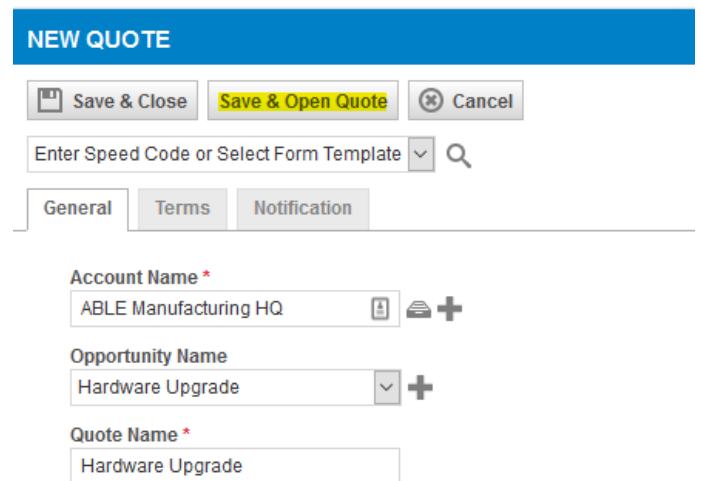 NEW QUOTE
Save & Close Save & Open Quote Cancel
Enter Speed Code or Select Form Template
General Terms Notification
Account Name *
ABLE Manufacturing HQ
Opportunity Name
Hardware Upgrade
Quote Name *
Hardware Upgrade